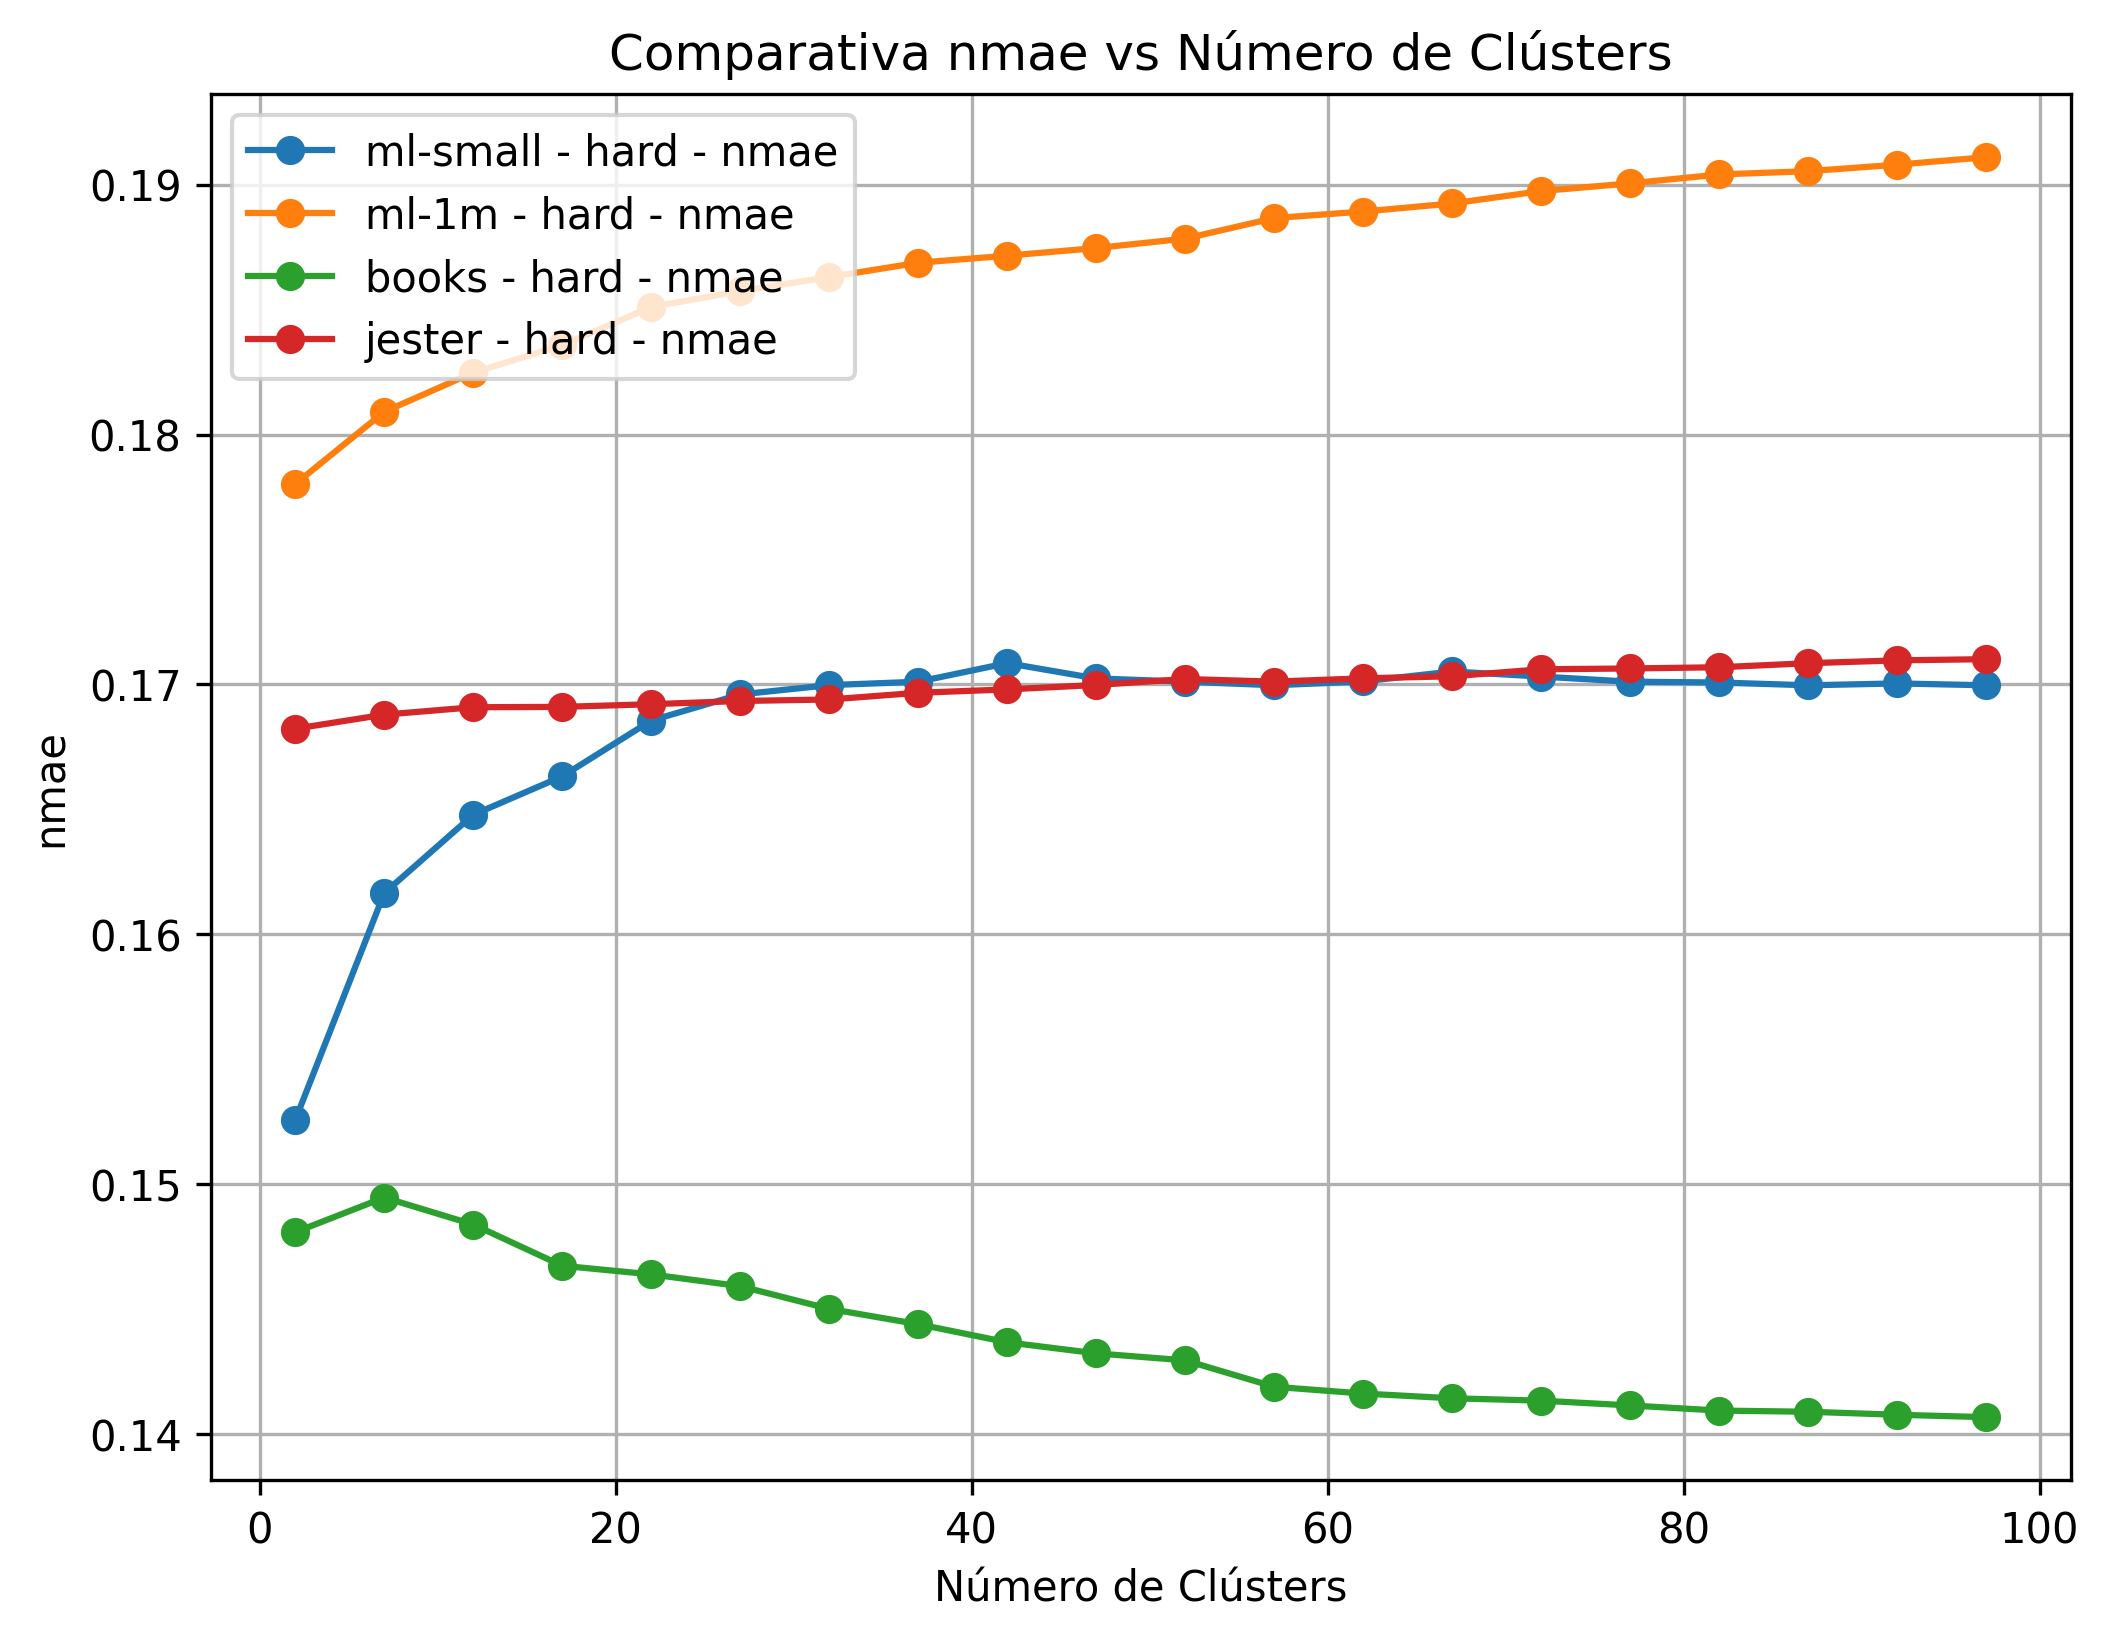 Comparativa nmae vs Número de Clústers
ml-small - hard - nmae
ml-1m - hard - nmae
books - hard - nmae
jester - hard - nmae
0.19
0.18
0.17
0.16
0.15
0.14
nmae
0 20 40 60 80 100
Número de Clústers